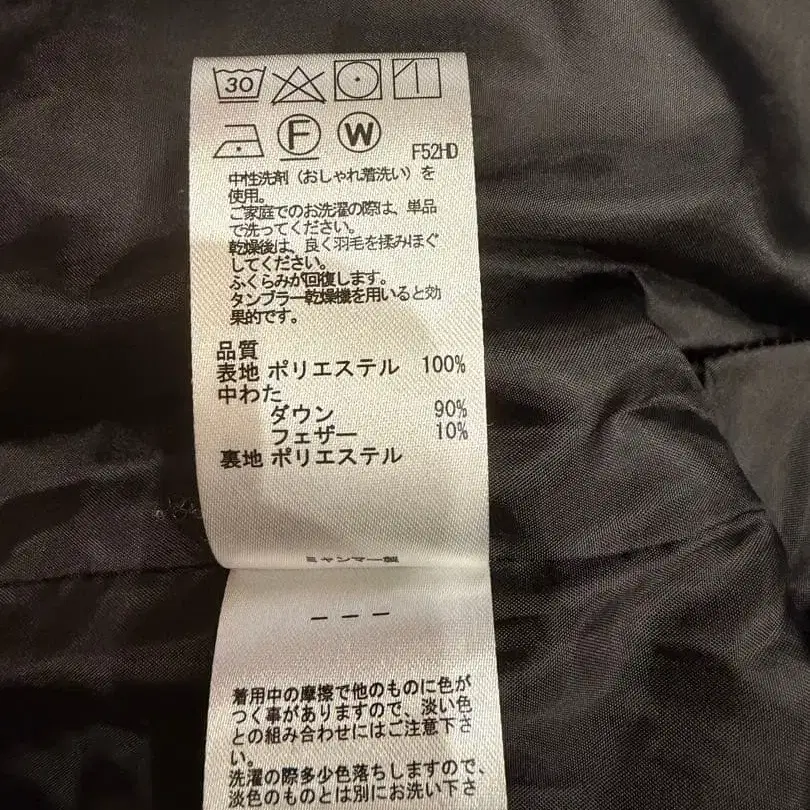 30
F W F52HD
中性洗剤（おしゃれ着洗い）を
使用。
ご家庭でのお洗濯の際は、単品
で洗ってください。
乾燥後は、良く羽毛を揉みほぐ
してください。
ふくらみが回復します。
タンブラー乾燥機を用いると効
果的です。
品質
表地 ポリエステル 100%
中わた
ダウン 90%
フェザー 10%
裏地 ポリエステル
ミャンマー製
---
着用中の摩擦で他のものに色が
つく事がありますので、淡い色
との組み合わせにはご注意下さ
い。
洗濯の際多少色落ちしますので、
淡色のものとは別にお洗い下さ